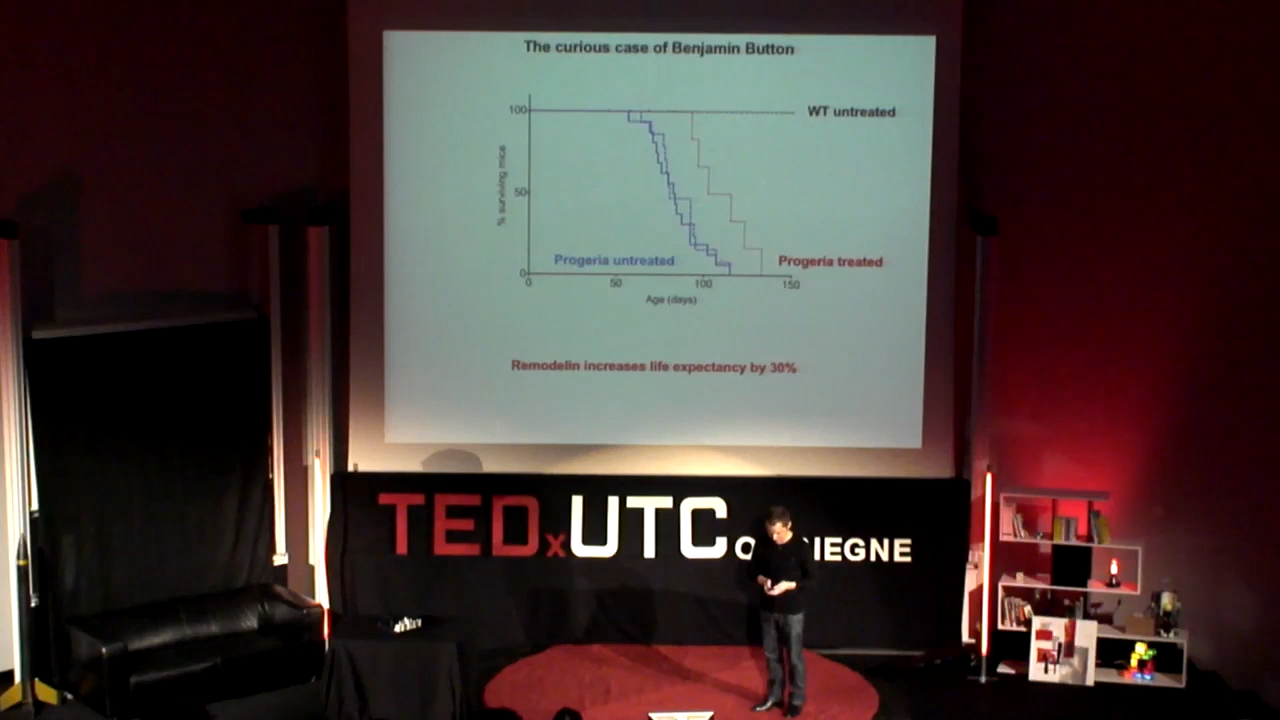 The curious case of Benjamin Button
100
WT untreated
% surviving mice
50
Progeria untreated
Progeria treated
0
0
50
100
150
Age (days)
Remodelin increases life expectancy by 30%
TEDxUTC
IEGNE